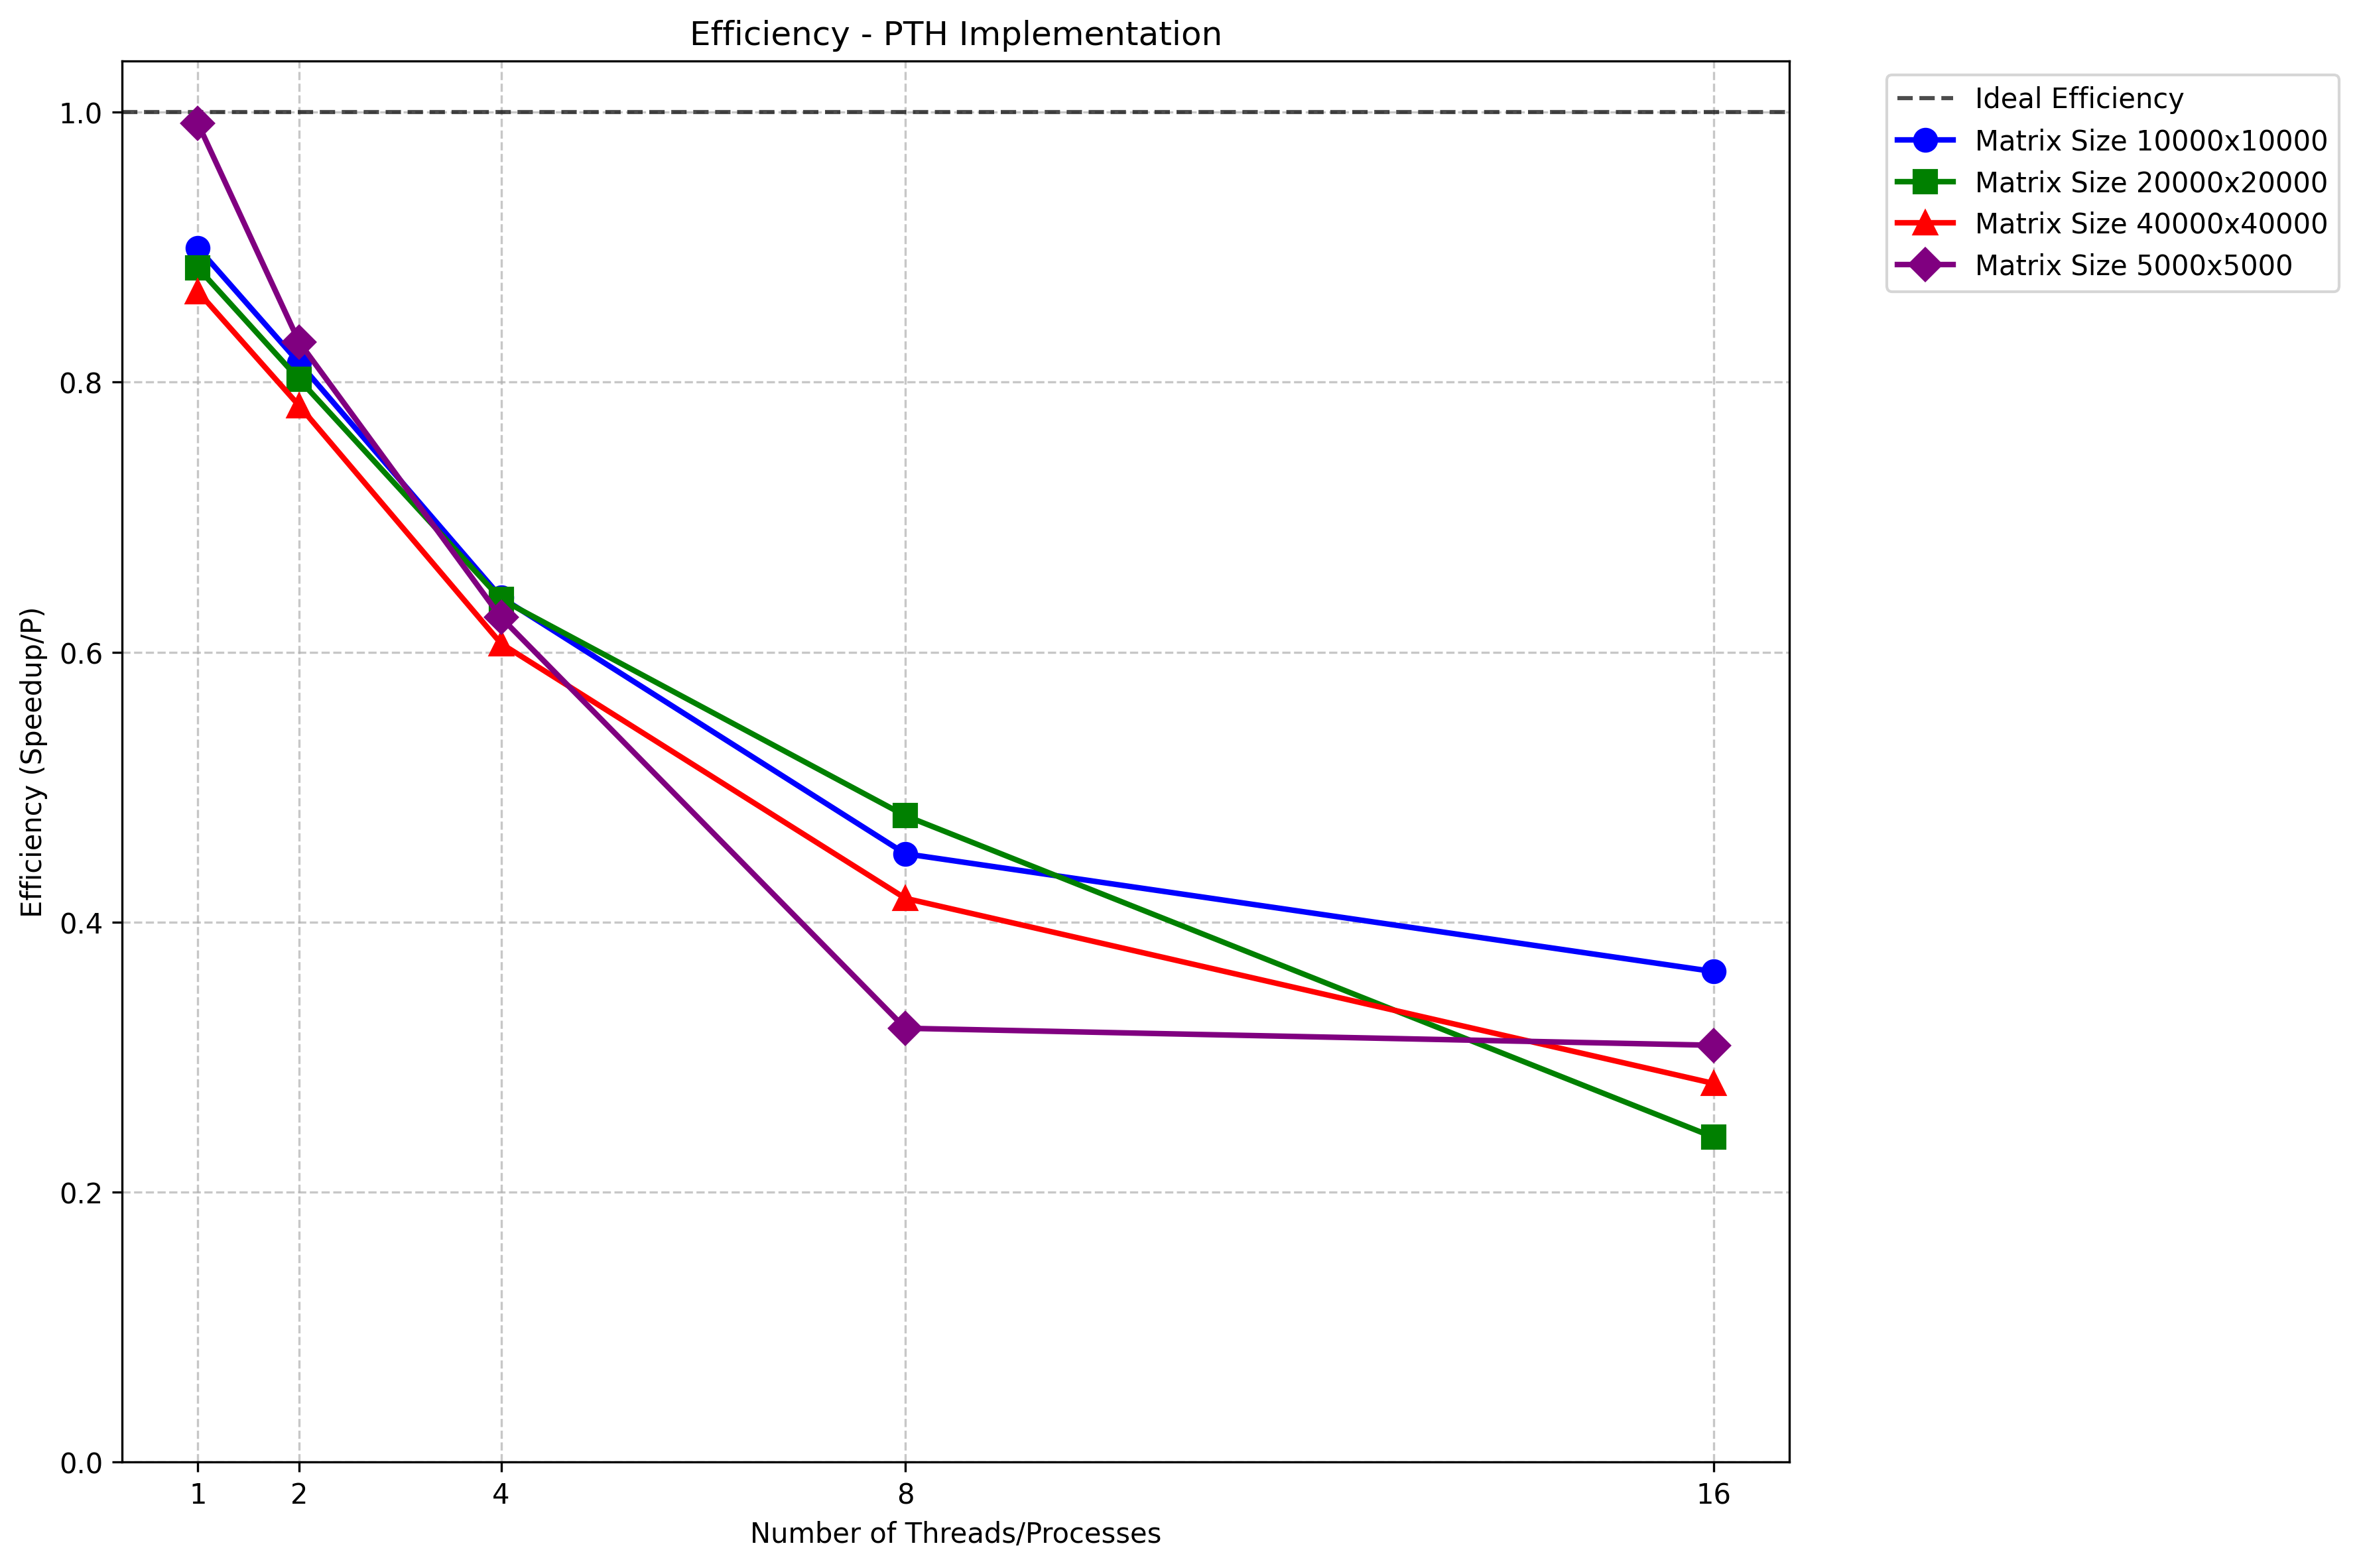 Efficiency - PTH Implementation
Ideal Efficiency
Matrix Size 10000x10000
Matrix Size 20000x20000
Matrix Size 40000x40000
Matrix Size 5000x5000
Efficiency (Speedup/P)
1.0
0.8
0.6
0.4
0.2
0.0
1 2 4 8 16
Number of Threads/Processes